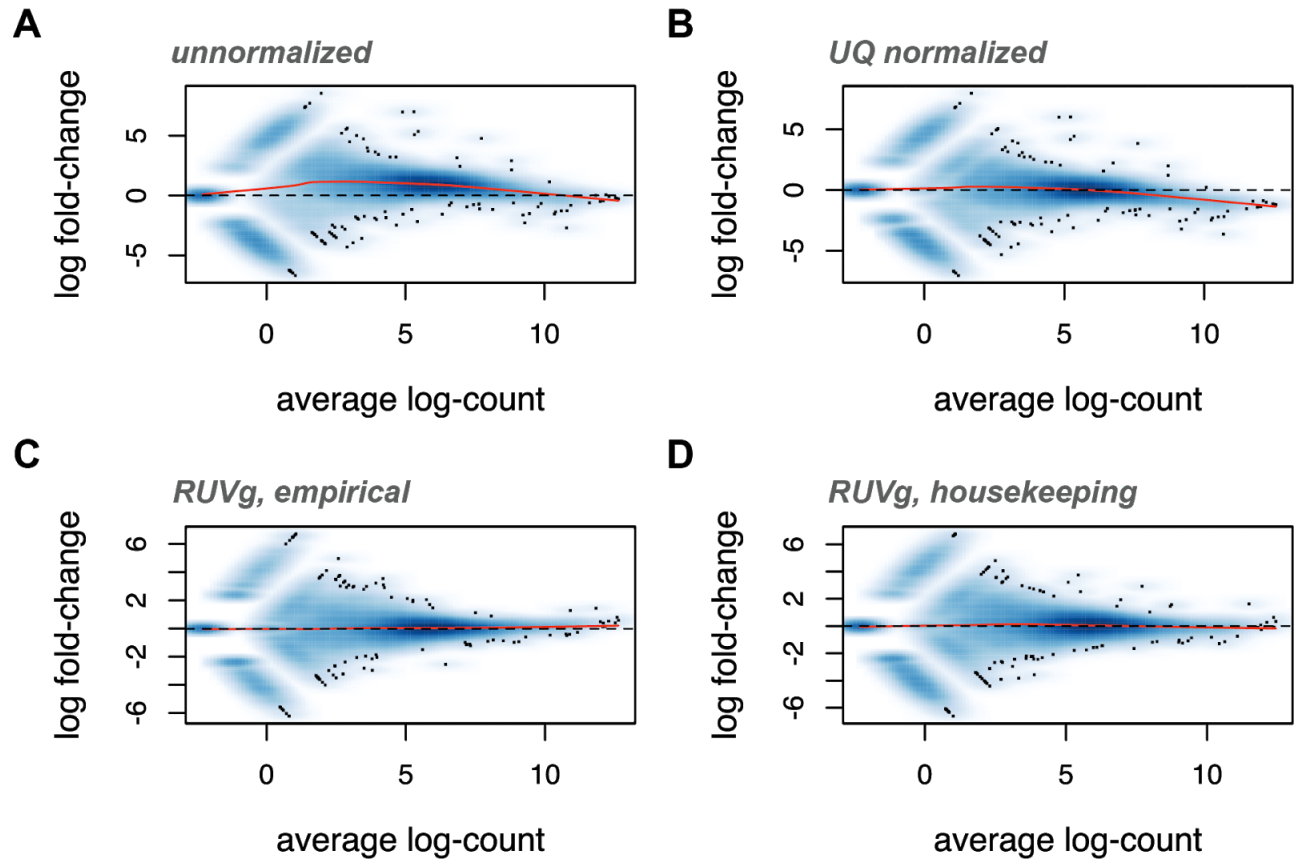 A
unnormalized
log fold-change
5
0
-5
0 5 10
average log-count
B
UQ normalized
log fold-change
5
0
-5
0 5 10
average log-count
C
RUVg, empirical
log fold-change
6
2
-2
-6
0 5 10
average log-count
D
RUVg, housekeeping
log fold-change
6
2
-2
-6
0 5 10
average log-count